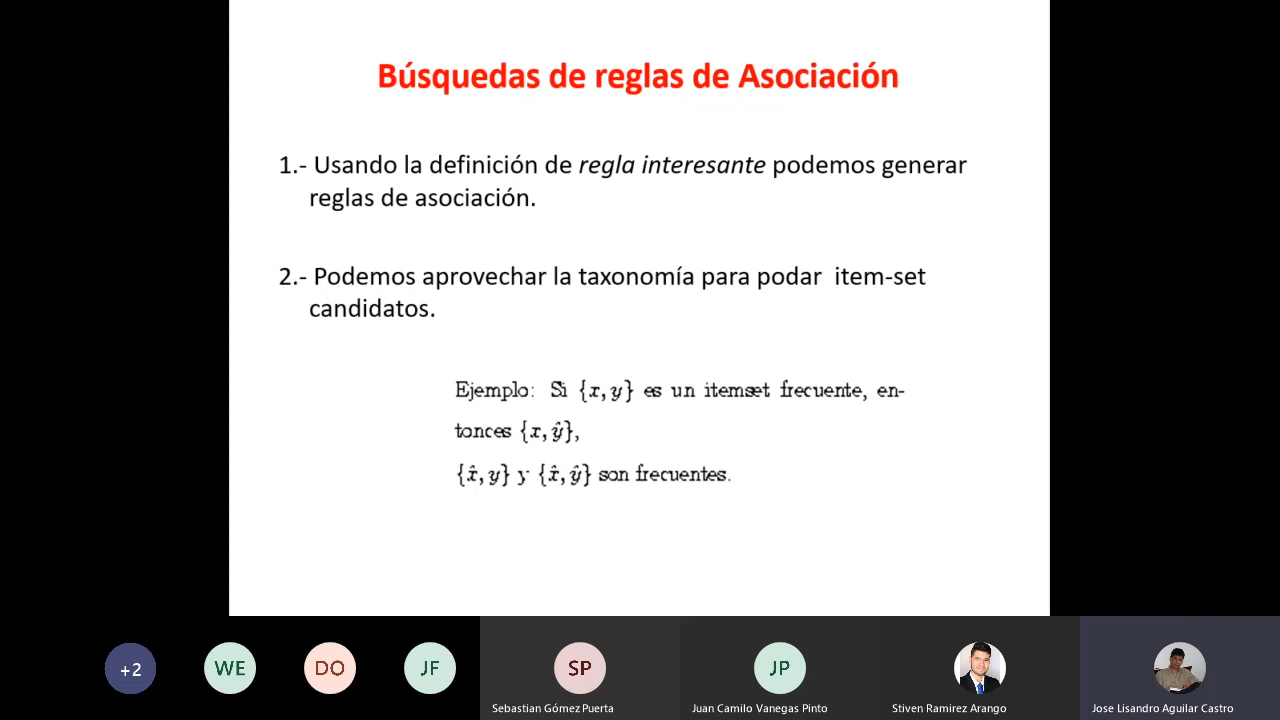 Búsquedas de reglas de Asociación
1.- Usando la definición de regla interesante podemos generar
reglas de asociación.
2.- Podemos aprovechar la taxonomía para podar item-set
candidatos.
Ejemplo: Si {x, y} es un itemset frecuente, en-
tonces {x, ŷ},
{x̂, y} y {x̂, ŷ} son frecuentes.
+2
WE
DO
JF
SP
JP
Sebastian Gómez Puerta
Juan Camilo Vanegas Pinto
Stiven Ramirez Arango
Jose Lisandro Aguilar Castro